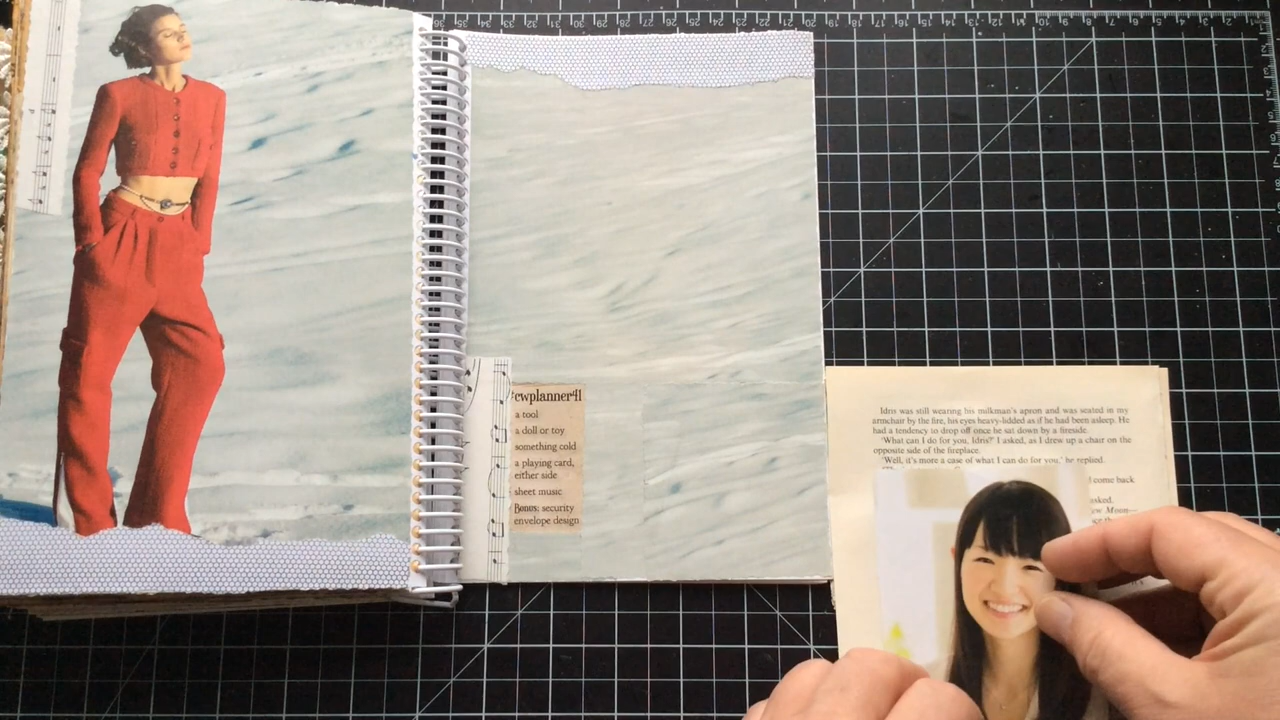 cwplanner41
a tool
a doll or toy
something cold
a playing card,
either side
sheet music
Bonus: security
envelope design
Idris was still wearing his milkman's apron and was seated in my
armchair by the fire, his eyes heavy-lidded as if he had been asleep. He
had a tendency to drop off once he sat down by a fireside.
'What can I do for you, Idris?' I asked, as I drew up a chair on the
opposite side of the fireplace.
'Well, it's more a case of what I can do for you,' he replied.
come back
asked.
ew Moon—